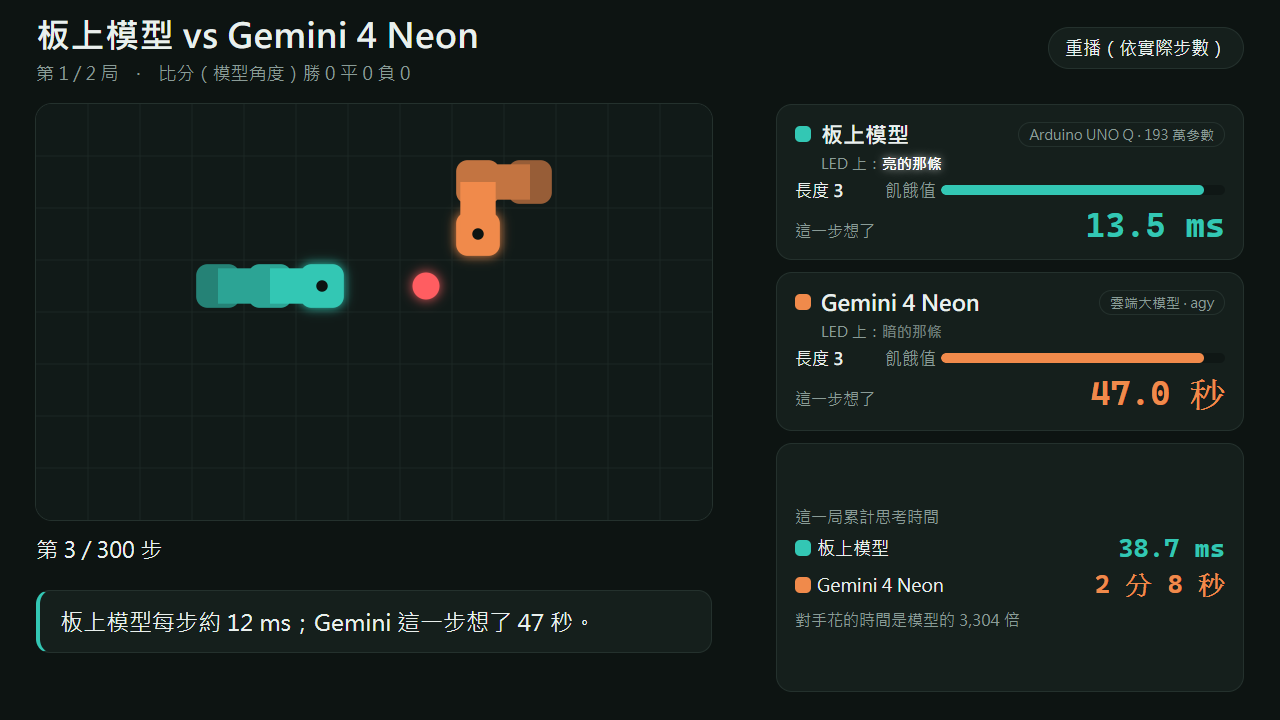 板上模型 vs Gemini 4 Neon
第 1 / 2 局 · 比分（模型角度）勝 0 平 0 負 0
重播（依實際步數）
板上模型
Arduino UNO Q · 193 萬參數
LED 上：亮的那條
長度 3 飢餓值
這一步想了 13.5 ms
Gemini 4 Neon
雲端大模型 · agy
LED 上：暗的那條
長度 3 飢餓值
這一步想了 47.0 秒
這一局累計思考時間
板上模型 38.7 ms
Gemini 4 Neon 2 分 8 秒
對手花的時間是模型的 3,304 倍
第 3 / 300 步
板上模型每步約 12 ms；Gemini 這一步想了 47 秒。